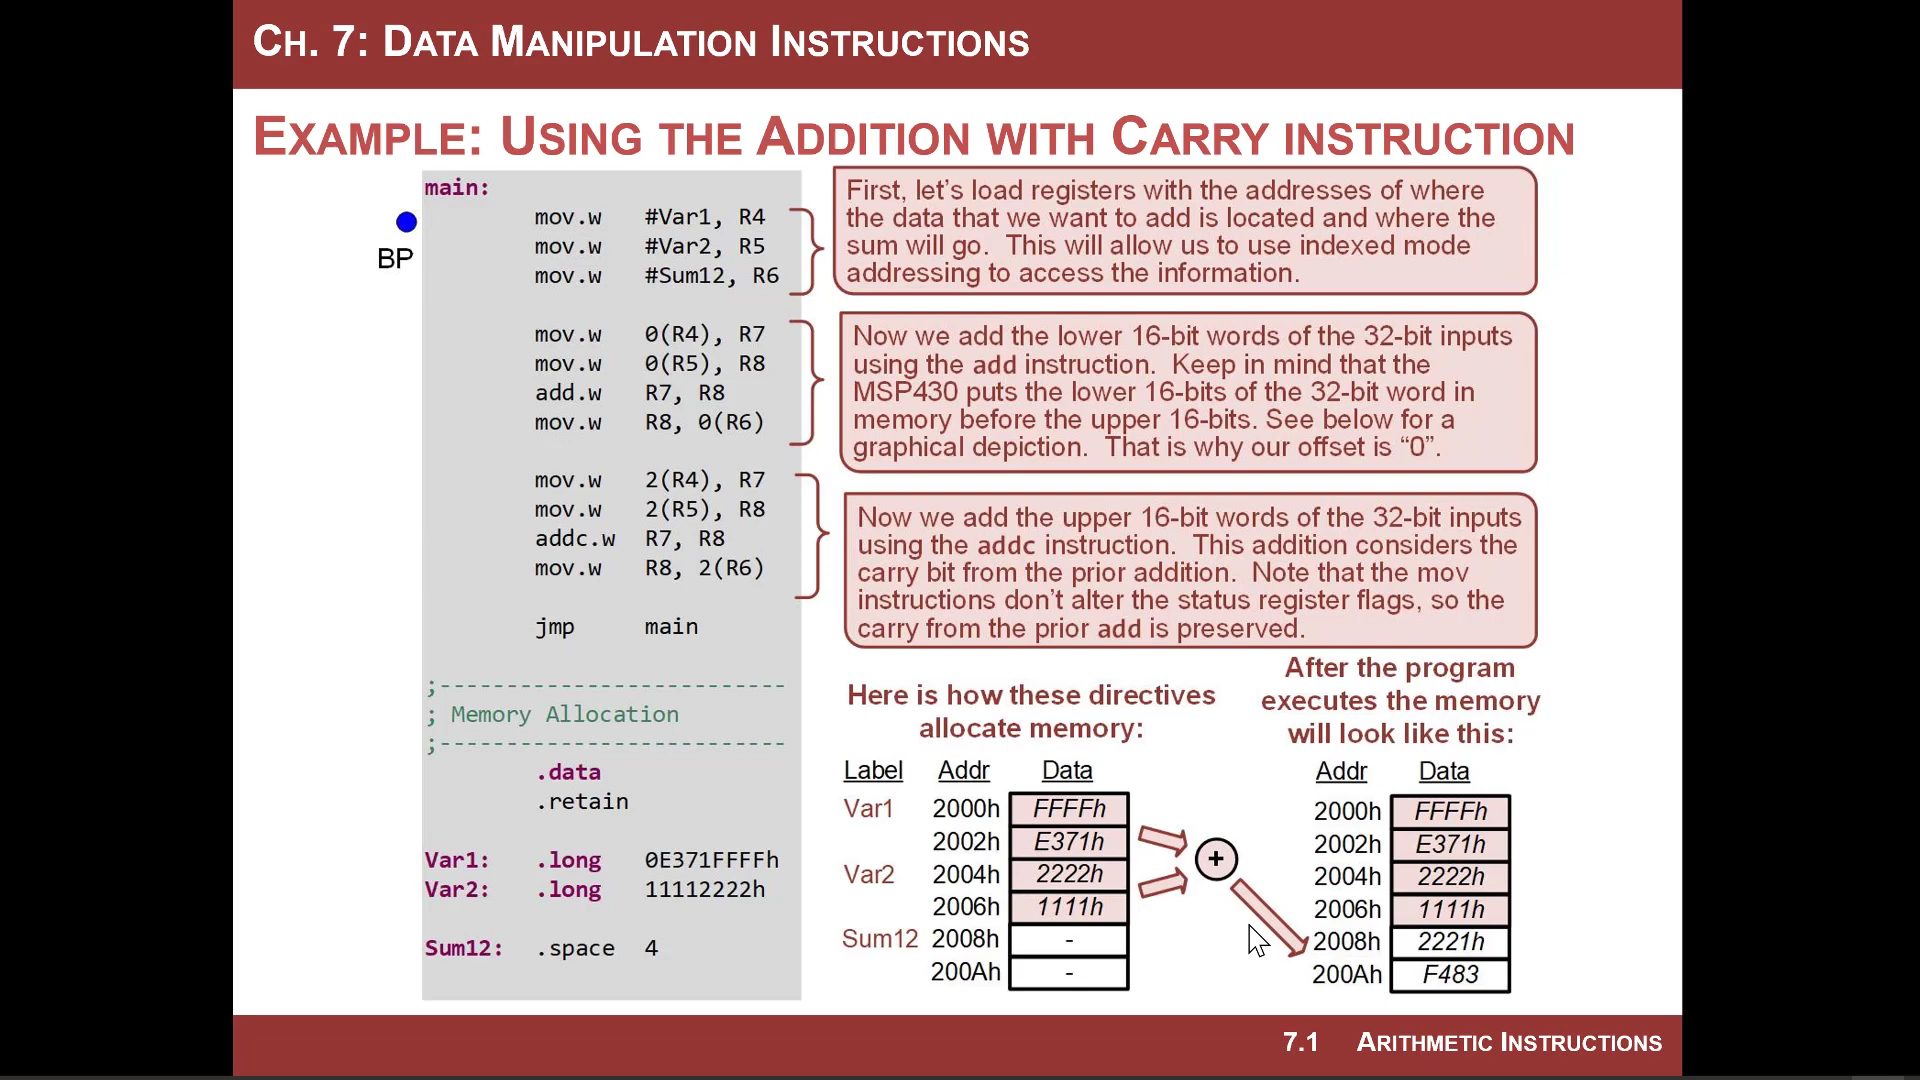 CH. 7: DATA MANIPULATION INSTRUCTIONS
EXAMPLE: USING THE ADDITION WITH CARRY INSTRUCTION
BP
main:
mov.w #Var1, R4
mov.w #Var2, R5
mov.w #Sum12, R6
mov.w 0(R4), R7
mov.w 0(R5), R8
add.w R7, R8
mov.w R8, 0(R6)
mov.w 2(R4), R7
mov.w 2(R5), R8
addc.w R7, R8
mov.w R8, 2(R6)
jmp main
;--------------------------
; Memory Allocation
;--------------------------
.data
.retain
Var1: .long 0E371FFFFh
Var2: .long 11112222h
Sum12: .space 4
First, let’s load registers with the addresses of where
the data that we want to add is located and where the
sum will go. This will allow us to use indexed mode
addressing to access the information.
Now we add the lower 16-bit words of the 32-bit inputs
using the add instruction. Keep in mind that the
MSP430 puts the lower 16-bits of the 32-bit word in
memory before the upper 16-bits. See below for a
graphical depiction. That is why our offset is “0”.
Now we add the upper 16-bit words of the 32-bit inputs
using the addc instruction. This addition considers the
carry bit from the prior addition. Note that the mov
instructions don’t alter the status register flags, so the
carry from the prior add is preserved.
Here is how these directives
allocate memory:
Label Addr Data
Var1 2000h FFFFh
2002h E371h
Var2 2004h 2222h
2006h 1111h
Sum12 2008h -
200Ah -
+
After the program
executes the memory
will look like this:
Addr Data
2000h FFFFh
2002h E371h
2004h 2222h
2006h 1111h
2008h 2221h
200Ah F483
7.1 ARITHMETIC INSTRUCTIONS